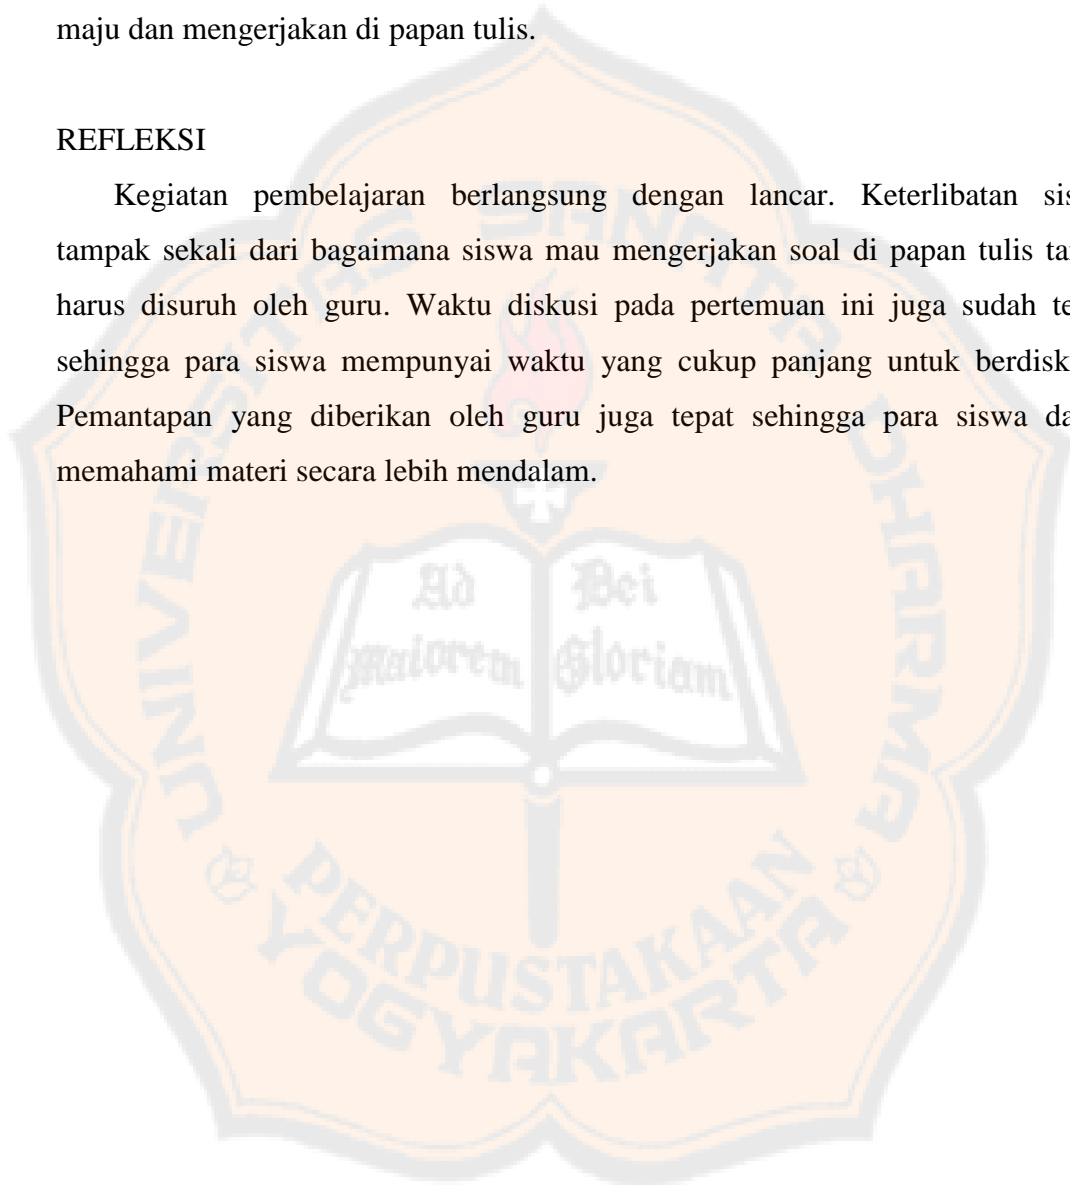 maju dan mengerjakan di papan tulis.
REFLEKSI
Kegiatan pembelajaran berlangsung dengan lancar. Keterlibatan sis
tampak sekali dari bagaimana siswa mau mengerjakan soal di papan tulis ta
harus disuruh oleh guru. Waktu diskusi pada pertemuan ini juga sudah te
sehingga para siswa mempunyai waktu yang cukup panjang untuk berdisk
Pemantapan yang diberikan oleh guru juga tepat sehingga para siswa da
memahami materi secara lebih mendalam.
UNIVERSITAS SANATA DHARMA
Ad Dei
Maiorem Gloriam
PERPUSTAKAAN
YOGYAKARTA